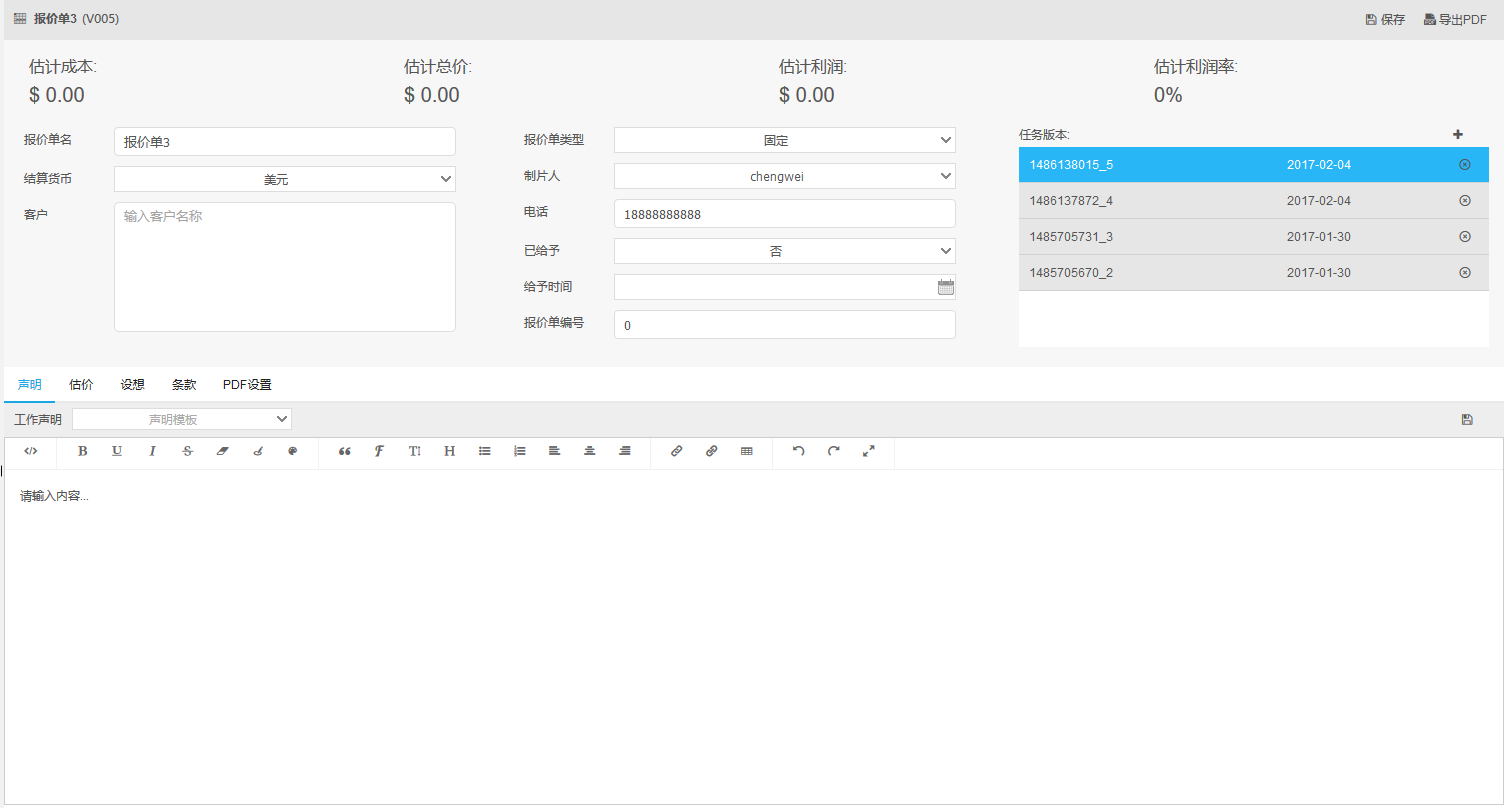 报价单3 (V005)
保存 导出PDF
估计成本: 估计总价: 估计利润: 估计利润率:
$ 0.00 $ 0.00 $ 0.00 0%
报价单名 报价单3
结算货币 美元
客户 输入客户名称
报价单类型 固定
制片人 chengwei
电话 18888888888
已给予 否
给予时间
报价单编号 0
任务版本:
1486138015_5 2017-02-04
1486137872_4 2017-02-04
1485705731_3 2017-01-30
1485705670_2 2017-01-30
声明 估价 设想 条款 PDF设置
工作声明 声明模板
请输入内容...